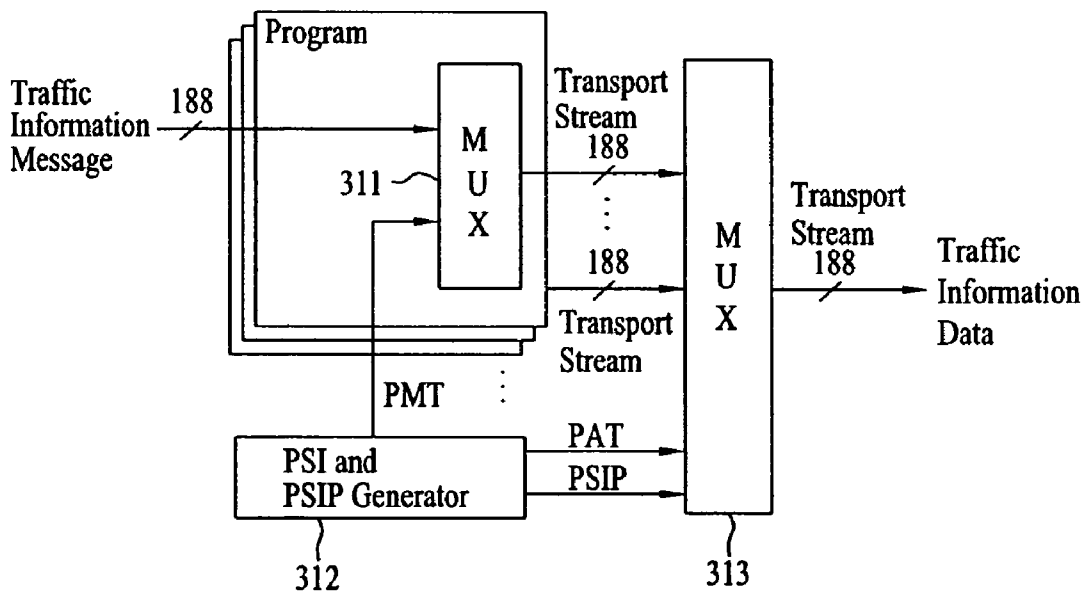 Program
Traffic
Information
Message
188
M
U
X
311
Transport
Stream
188
188
Transport
Stream
PMT
PSI and
PSIP Generator
312
PAT
PSIP
M
U
X
313
Transport
Stream
188
Traffic
Information
Data